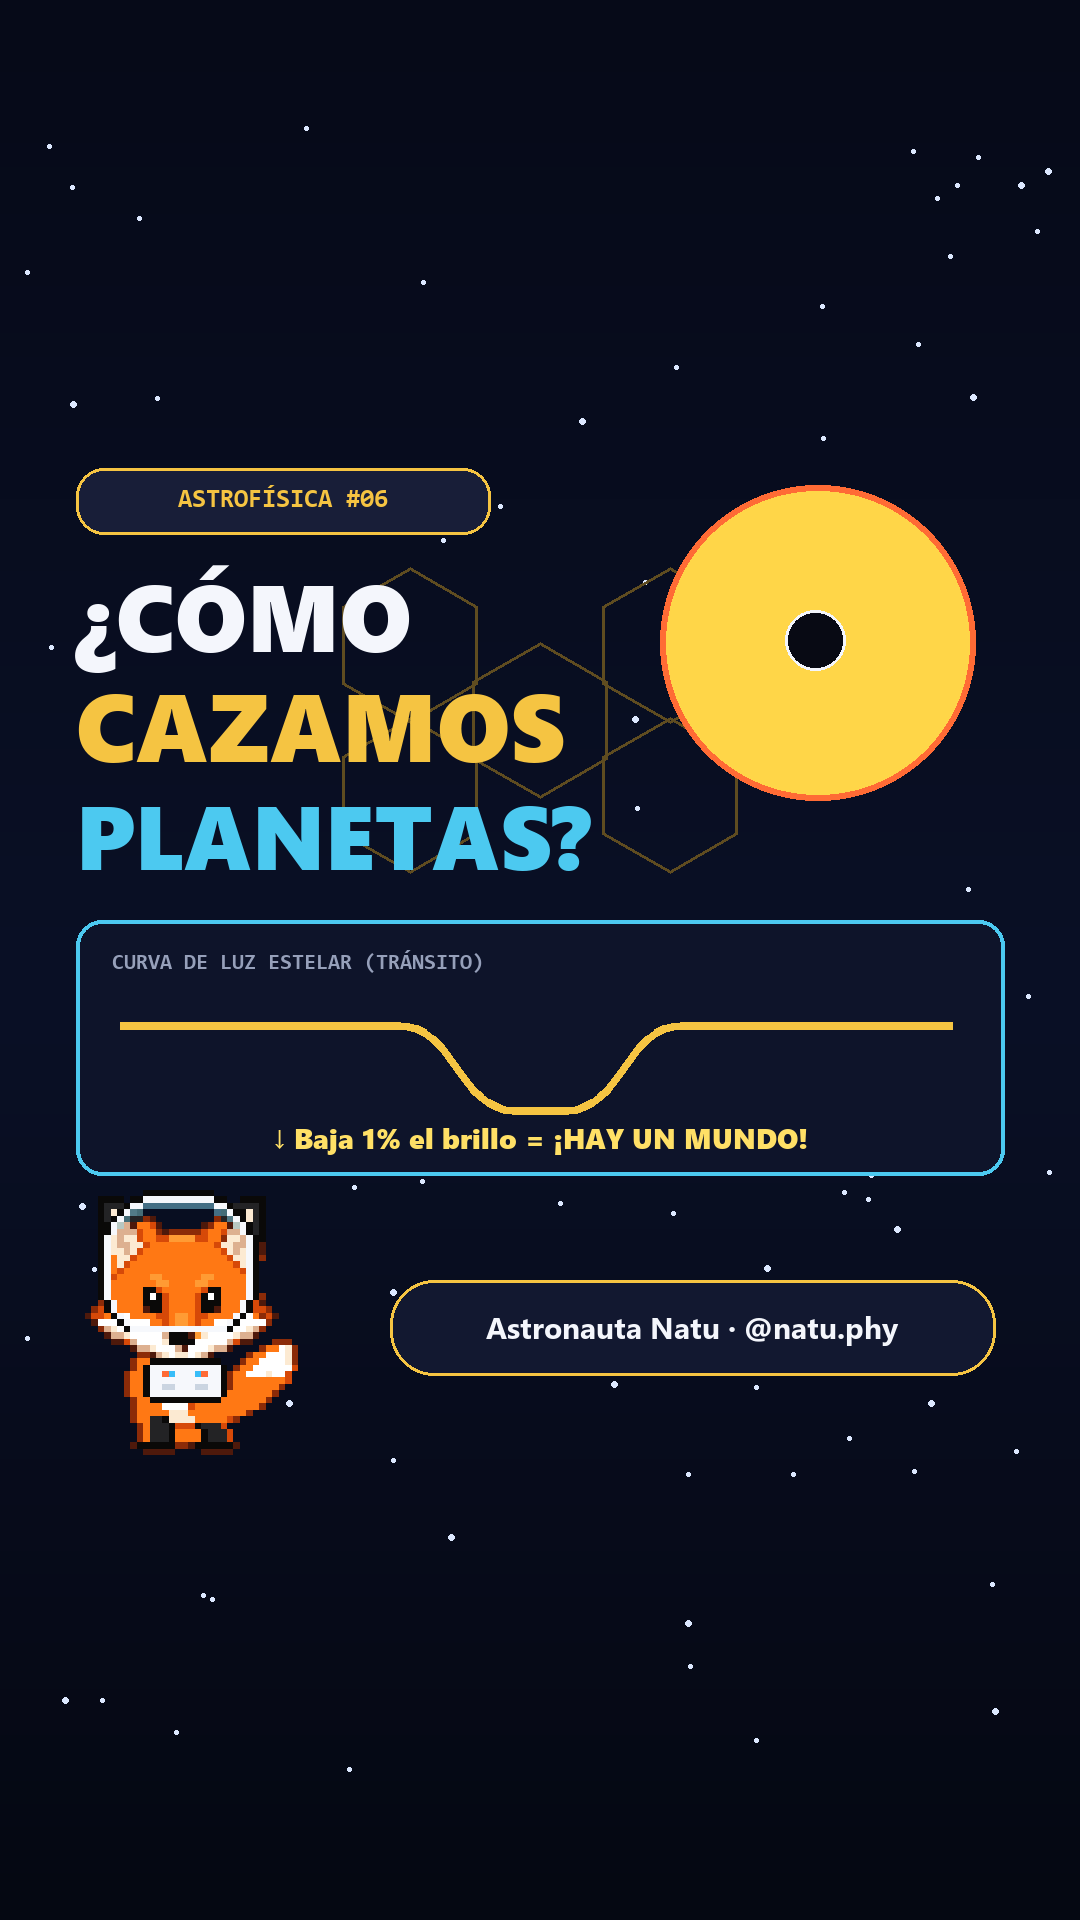 ASTROFÍSICA #06
¿CÓMO
CAZAMOS
PLANETAS?
CURVA DE LUZ ESTELAR (TRÁNSITO)
↓ Baja 1% el brillo = ¡HAY UN MUNDO!
Astronauta Natu · @natu.phy